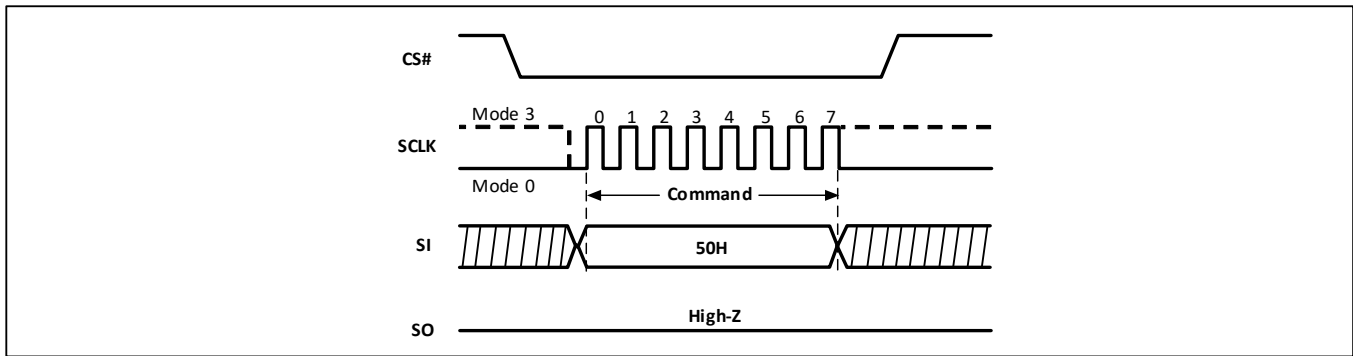 CS#
Mode 3
0 1 2 3 4 5 6 7
SCLK
Mode 0
Command
SI
50H
High-Z
SO